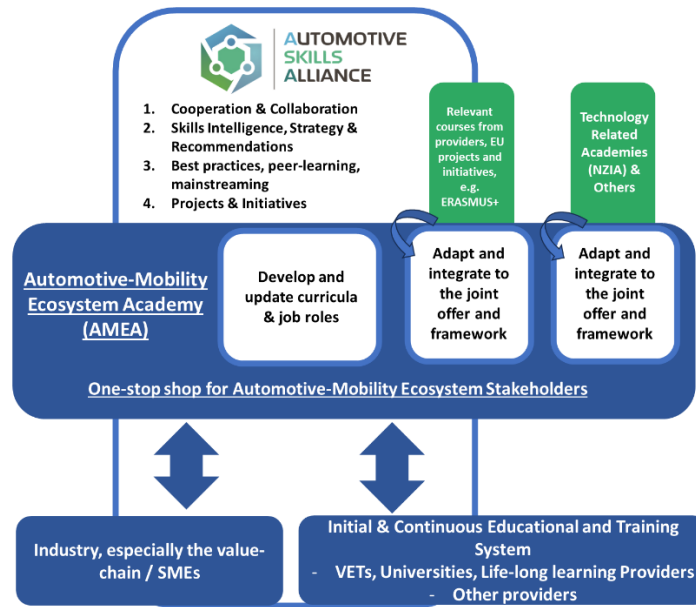 AUTOMOTIVE
SKILLS
ALLIANCE
1. Cooperation & Collaboration
2. Skills Intelligence, Strategy &
Recommendations
3. Best practices, peer-learning,
mainstreaming
4. Projects & Initiatives
Relevant
courses from
providers, EU
projects and
initiatives,
e.g.
ERASMUS+
Technology
Related
Academies
(NZIA) &
Others
Automotive-Mobility
Ecosystem Academy
(AMEA)
Develop and
update curricula
& job roles
Adapt and
integrate to
the joint
offer and
framework
Adapt and
integrate to
the joint
offer and
framework
One-stop shop for Automotive-Mobility Ecosystem Stakeholders
Industry, especially the value-
chain / SMEs
Initial & Continuous Educational and Training
System
- VETs, Universities, Life-long learning Providers
- Other providers